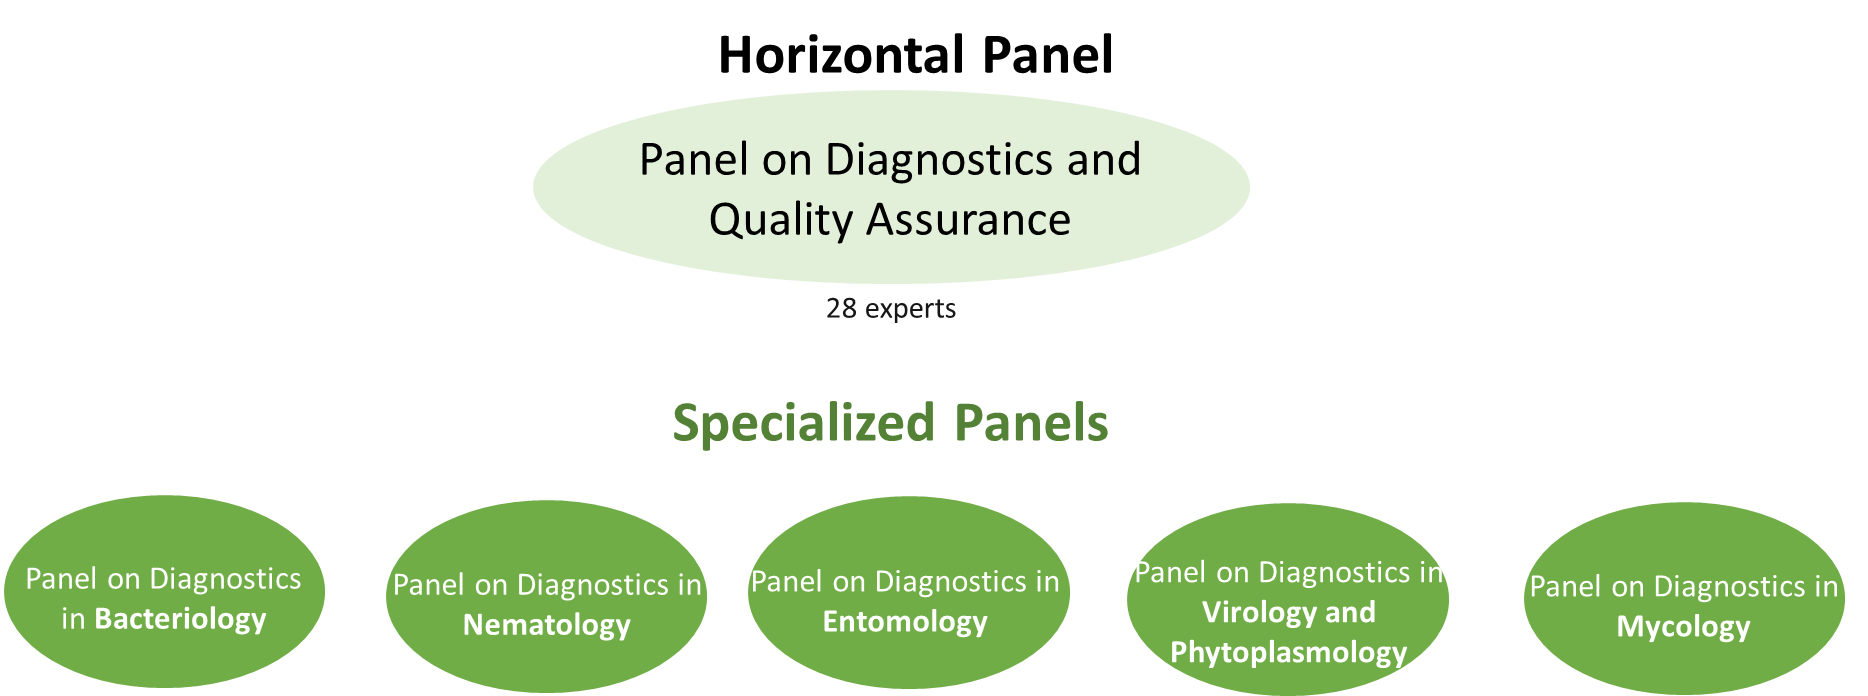 Horizontal Panel
Panel on Diagnostics and
Quality Assurance
28 experts
Specialized Panels
Panel on Diagnostics
in Bacteriology
Panel on Diagnostics in
Nematology
Panel on Diagnostics in
Entomology
Panel on Diagnostics in
Virology and
Phytoplasmology
Panel on Diagnostics in
Mycology